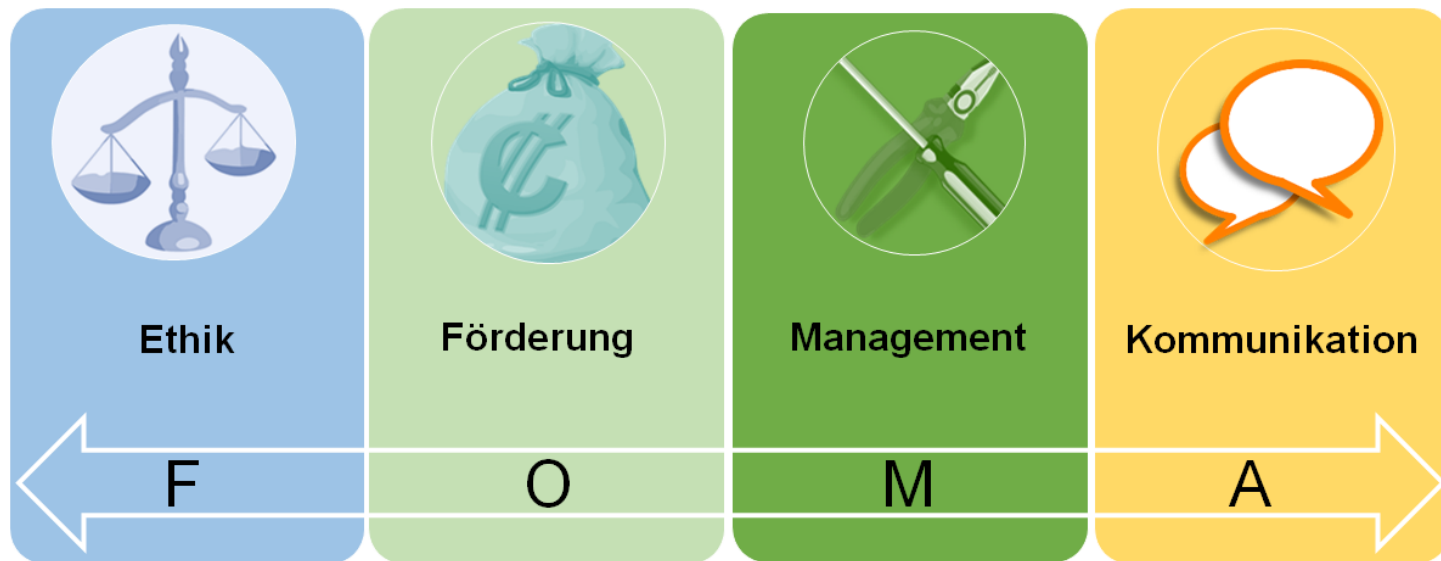 Ethik
Förderung
Management
Kommunikation
F
O
M
A